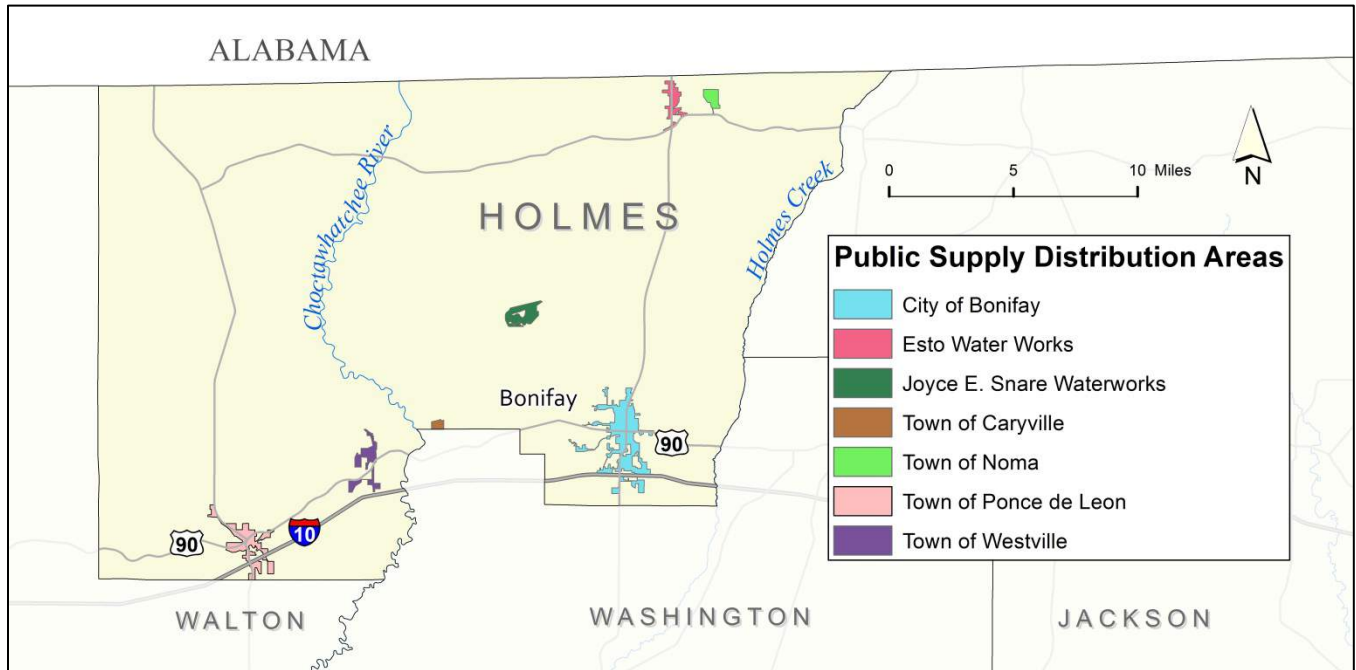 ALABAMA
Choctawhatchee River
HOLMES
Holmes Creek
0 5 10 Miles
N
Public Supply Distribution Areas
City of Bonifay
Esto Water Works
Joyce E. Snare Waterworks
Town of Caryville
Town of Noma
Town of Ponce de Leon
Town of Westville
Bonifay
90
90
10
WALTON
WASHINGTON
JACKSON